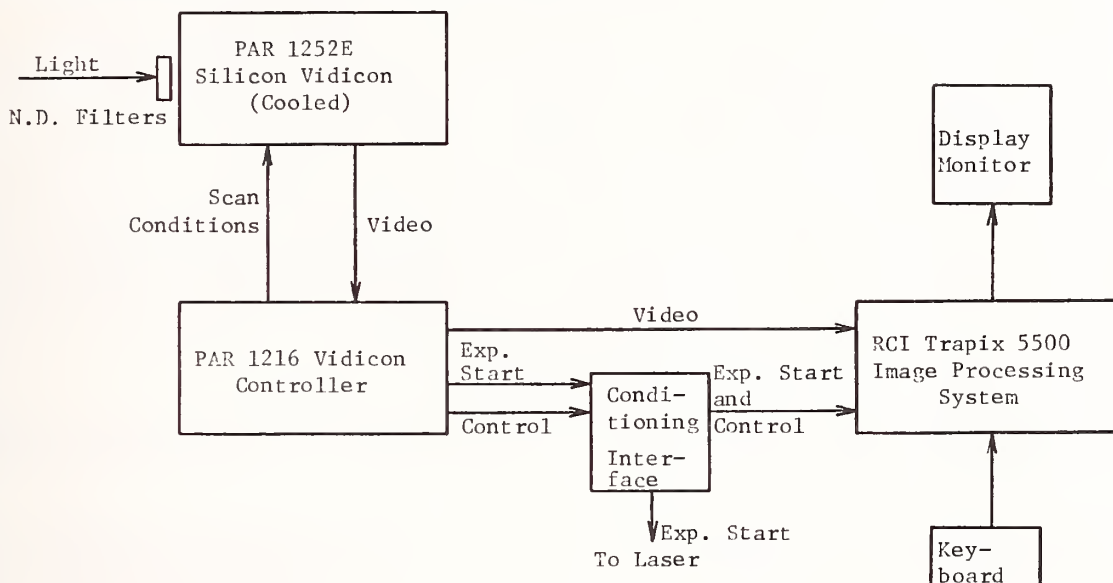 PAR 1252E
Silicon Vidicon
(Cooled)
Light
N.D. Filters
Display
Monitor
Scan
Conditions
Video
PAR 1216 Vidicon
Controller
Video
Exp.
Start
Control
Condi-
tioning
Inter-
face
Exp. Start
and
Control
RCI Trapix 5500
Image Processing
System
Exp. Start
To Laser
Key-
board